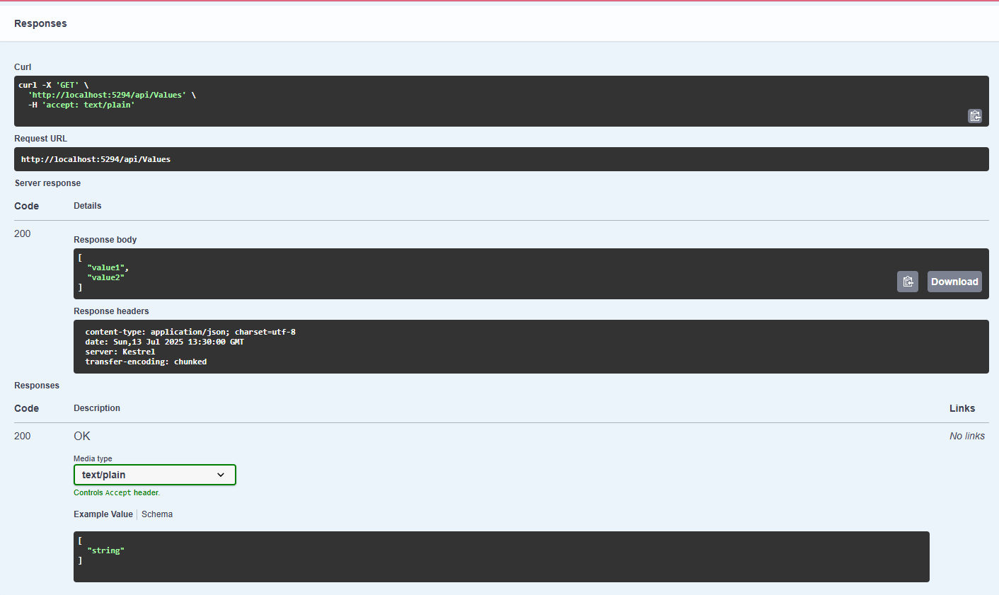 Responses
Curl
curl -X 'GET' \
  'http://localhost:5294/api/Values' \
  -H 'accept: text/plain'
Request URL
http://localhost:5294/api/Values
Server response
Code Details
200
Response body
[
  "value1",
  "value2"
]
Download
Response headers
content-type: application/json; charset=utf-8
date: Sun,13 Jul 2025 13:30:00 GMT
server: Kestrel
transfer-encoding: chunked
Responses
Code Description Links
200 OK No links
Media type
text/plain
Controls Accept header.
Example Value Schema
[
  "string"
]